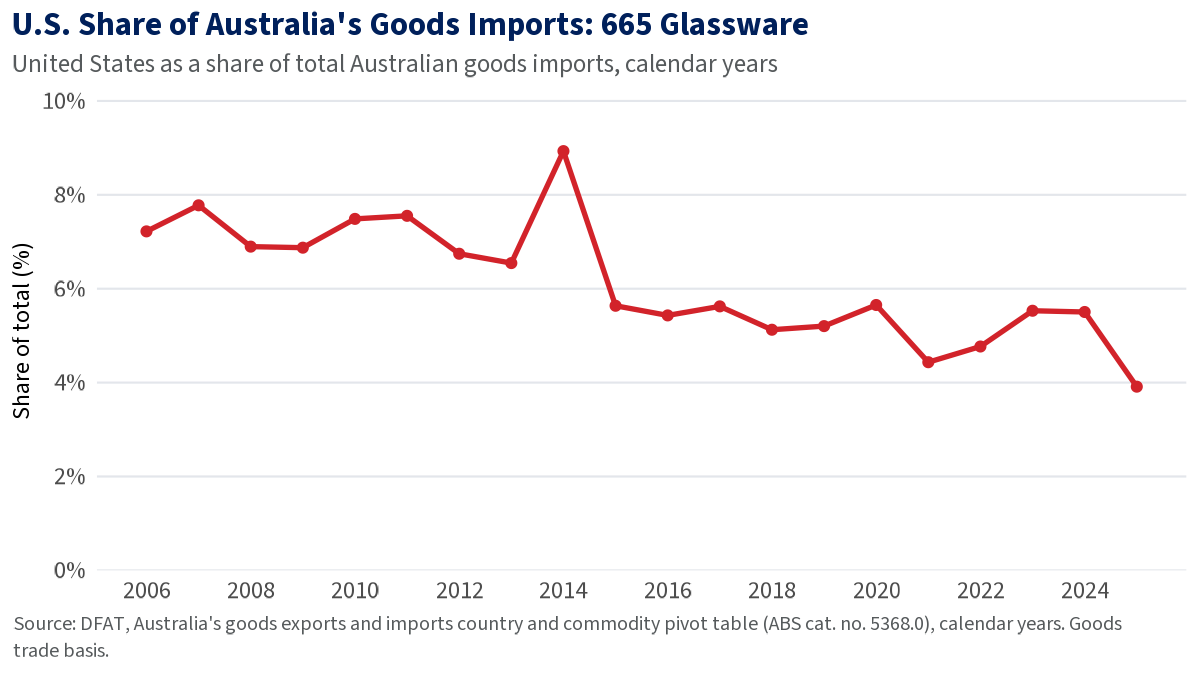 U.S. Share of Australia's Goods Imports: 665 Glassware
United States as a share of total Australian goods imports, calendar years
Share of total (%)
10%
8%
6%
4%
2%
0%
2006 2008 2010 2012 2014 2016 2018 2020 2022 2024
Source: DFAT, Australia's goods exports and imports country and commodity pivot table (ABS cat. no. 5368.0), calendar years. Goods
trade basis.